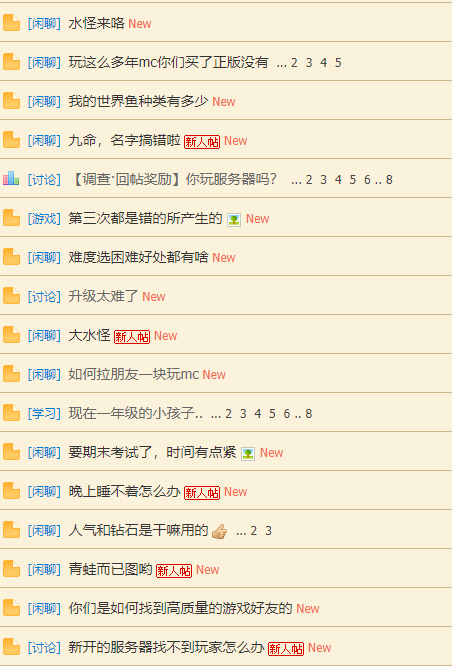 [闲聊] 水怪来咯 New
[闲聊] 玩这么多年mc你们买了正版没有 ...2 3 4 5
[闲聊] 我的世界鱼种类有多少 New
[闲聊] 九命，名字搞错啦 新人帖 New
[讨论] 【调查·回帖奖励】你玩服务器吗？ ...2 3 4 5 6..8
[游戏] 第三次都是错的所产生的 New
[闲聊] 难度选困难好处都有啥 New
[讨论] 升级太难了 New
[闲聊] 大水怪 新人帖 New
[闲聊] 如何拉朋友一块玩mc New
[学习] 现在一年级的小孩子.. ...2 3 4 5 6..8
[闲聊] 要期末考试了，时间有点紧 New
[闲聊] 晚上睡不着怎么办 新人帖 New
[闲聊] 人气和钻石是干嘛用的 ...2 3
[闲聊] 青蛙而已图哟 新人帖 New
[闲聊] 你们是如何找到高质量的游戏好友的 New
[讨论] 新开的服务器找不到玩家怎么办 新人帖 New